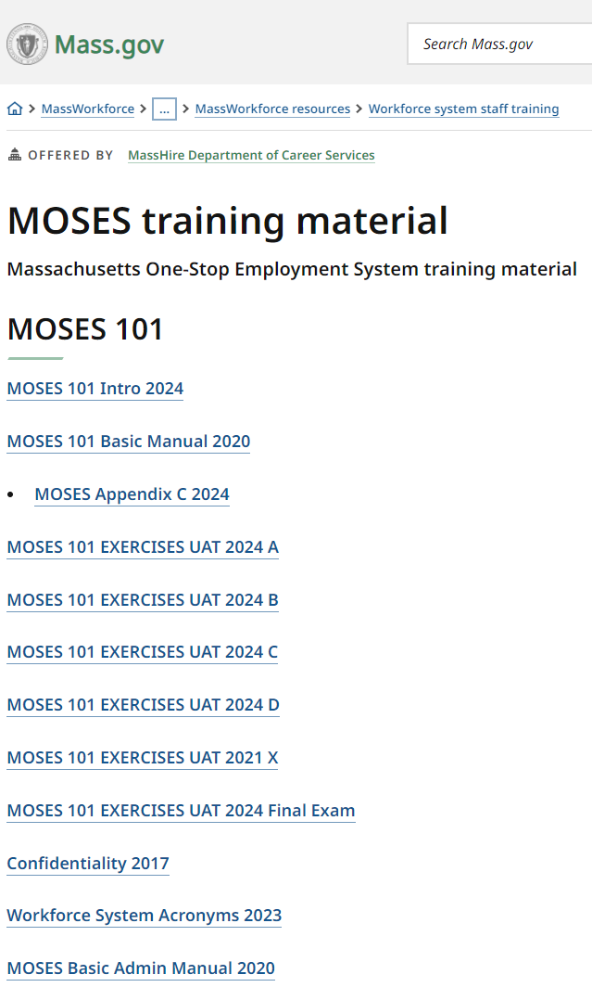 Mass.gov
Search Mass.gov
MassWorkforce
...
MassWorkforce resources
Workforce system staff training
OFFERED BY MassHire Department of Career Services
MOSES training material
Massachusetts One-Stop Employment System training material
MOSES 101
MOSES 101 Intro 2024
MOSES 101 Basic Manual 2020
• MOSES Appendix C 2024
MOSES 101 EXERCISES UAT 2024 A
MOSES 101 EXERCISES UAT 2024 B
MOSES 101 EXERCISES UAT 2024 C
MOSES 101 EXERCISES UAT 2024 D
MOSES 101 EXERCISES UAT 2021 X
MOSES 101 EXERCISES UAT 2024 Final Exam
Confidentiality 2017
Workforce System Acronyms 2023
MOSES Basic Admin Manual 2020